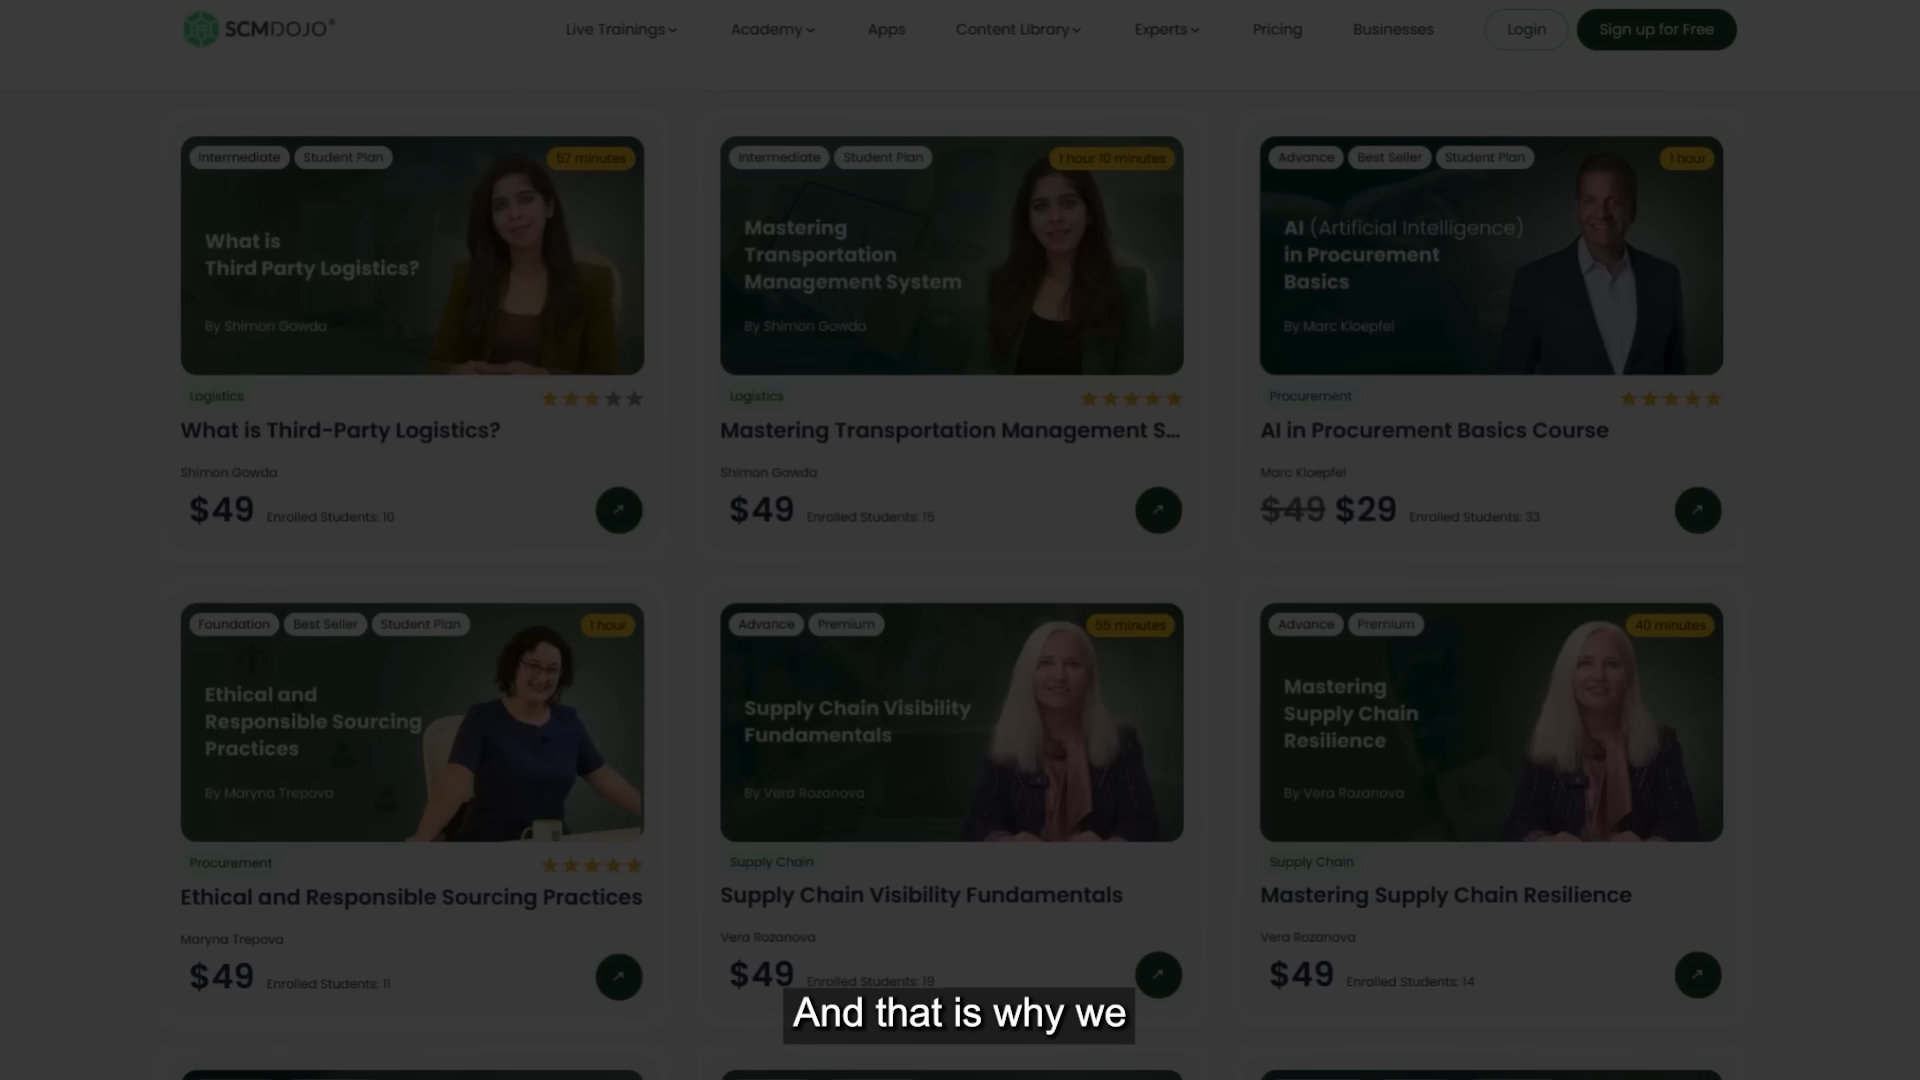 SCMDOJO®
Live Trainings
Academy
Apps
Content Library
Experts
Pricing
Businesses
Login
Sign up for Free
Intermediate
Student Plan
57 minutes
What is
Third Party Logistics?
By Shimon Gowda
Logistics
What is Third-Party Logistics?
Shimon Gowda
$49
Enrolled Students: 10
Intermediate
Student Plan
1 hour 10 minutes
Mastering
Transportation
Management System
By Shimon Gowda
Logistics
Mastering Transportation Management S...
Shimon Gowda
$49
Enrolled Students: 15
Advance
Best Seller
Student Plan
1 hour
AI (Artificial Intelligence)
in Procurement
Basics
By Marc Kloepfel
Procurement
AI in Procurement Basics Course
Marc Kloepfel
$49 $29
Enrolled Students: 33
Foundation
Best Seller
Student Plan
1 hour
Ethical and
Responsible Sourcing
Practices
By Maryna Trepova
Procurement
Ethical and Responsible Sourcing Practices
Maryna Trepova
$49
Enrolled Students: 11
Advance
Premium
55 minutes
Supply Chain Visibility
Fundamentals
By Vera Rozanova
Supply Chain
Supply Chain Visibility Fundamentals
Vera Rozanova
$49
Enrolled Students: 19
Advance
Premium
40 minutes
Mastering
Supply Chain
Resilience
By Vera Rozanova
Supply Chain
Mastering Supply Chain Resilience
Vera Rozanova
$49
Enrolled Students: 14
And that is why we